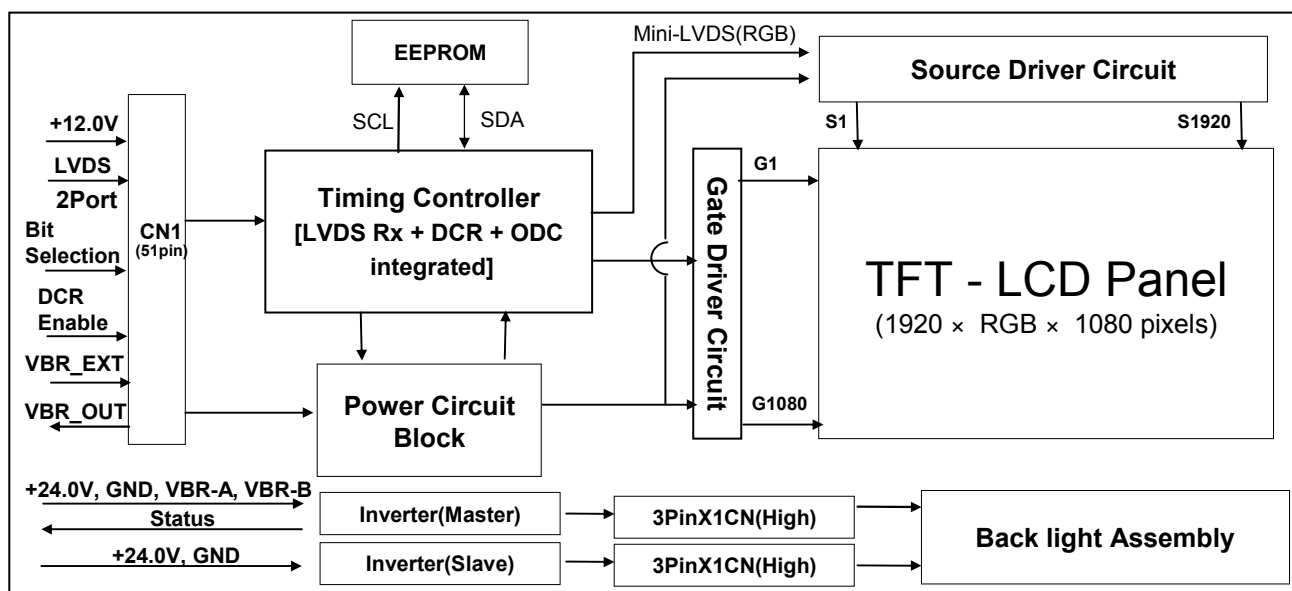 Mini-LVDS(RGB)
EEPROM
Source Driver Circuit
SCL
SDA
S1
S1920
+12.0V
LVDS
2Port
Bit
Selection
DCR
Enable
VBR_EXT
VBR_OUT
CN1
(51pin)
Timing Controller
[LVDS Rx + DCR + ODC
integrated]
Power Circuit
Block
Gate Driver Circuit
G1
G1080
TFT - LCD Panel
(1920 × RGB × 1080 pixels)
+24.0V, GND, VBR-A, VBR-B
Status
+24.0V, GND
Inverter(Master)
3PinX1CN(High)
Inverter(Slave)
3PinX1CN(High)
Back light Assembly